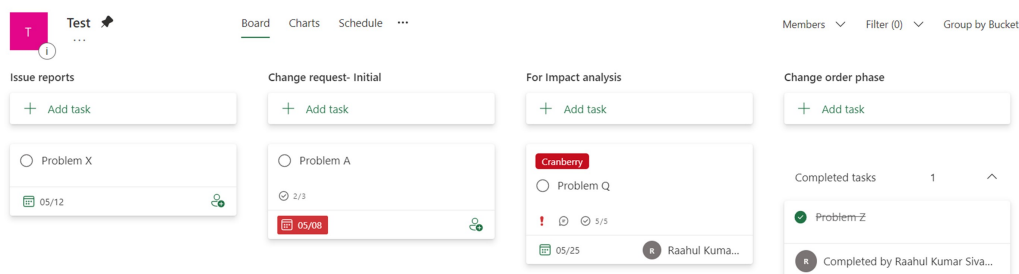 T
Test
...
i
Board Charts Schedule ...
Members Filter (0) Group by Bucket
Issue reports
+ Add task
Problem X
05/12
Change request- Initial
+ Add task
Problem A
2/3
05/08
For Impact analysis
+ Add task
Cranberry
Problem Q
! 5/5
05/25 R Raahul Kuma...
Change order phase
+ Add task
Completed tasks 1
Problem Z
R Completed by Raahul Kumar Siva...